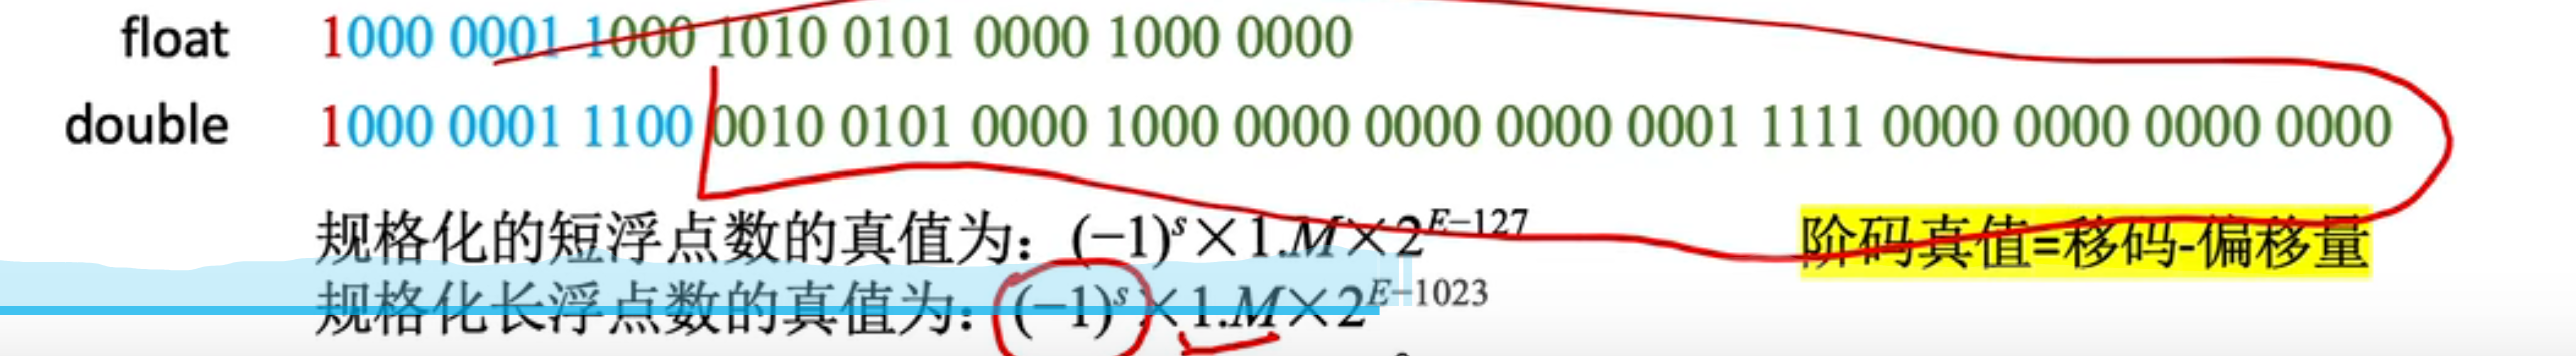 float 1000 0001 1000 1010 0101 0000 1000 0000
double 1000 0001 1100 0010 0101 0000 1000 0000 0000 0000 0001 1111 0000 0000 0000 0000
规格化的短浮点数的真值为：(−1)^s×1.M×2^{E−127} 阶码真值=移码-偏移量
规格化长浮点数的真值为：(−1)^s×1.M×2^{E−1023}